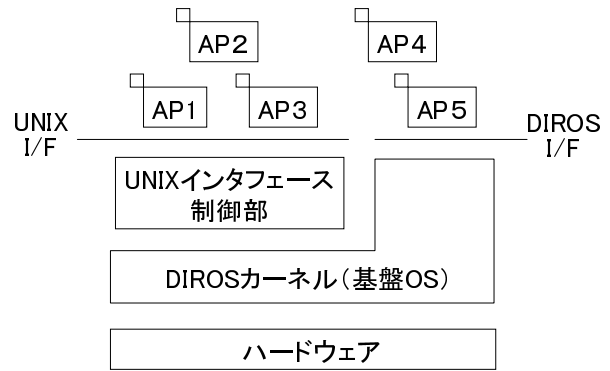 AP2
AP4
AP1
AP3
AP5
UNIX
I/F
DIROS
I/F
UNIXインタフェース
制御部
DIROSカーネル(基盤OS)
ハードウェア